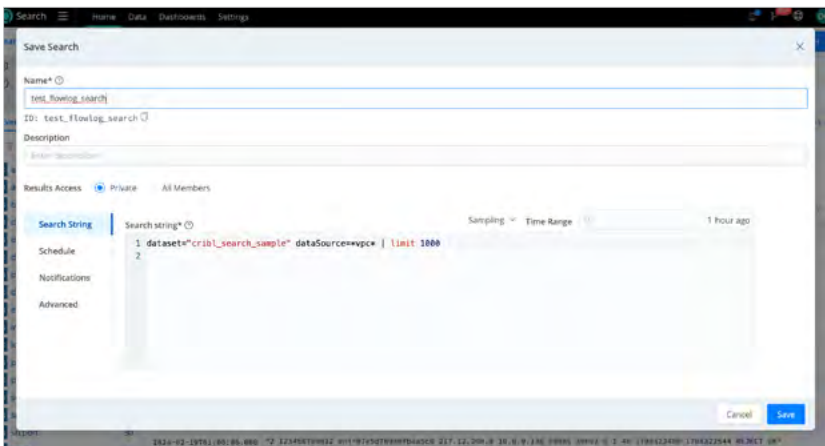 Search Home Data Dashboards Settings
Save Search
Name*
test_flowlog_search
ID: test_flowlog_search
Description
Enter description
Results Access Private All Members
Search String
Search string*
Sampling Time Range 1 hour ago
1 dataset="cribl_search_sample" dataSource=*vpc* | limit 1000
2
Schedule
Notifications
Advanced
Cancel Save